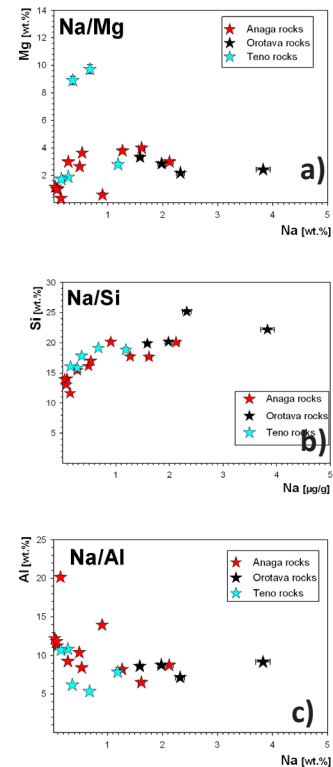 Na/Mg
Mg [wt.%]
14
12
10
8
6
4
2
1
2
3
4
5
Anaga rocks
Orotava rocks
Teno rocks
a)
Na [wt.%]
Na/Si
Si [wt.%]
30
25
20
15
10
5
1
2
3
4
5
Anaga rocks
Orotava rocks
Teno rocks
b)
Na [µg/g]
Na/Al
Al [wt.%]
25
20
15
10
5
1
2
3
4
5
Anaga rocks
Orotava rocks
Teno rocks
c)
Na [wt.%]